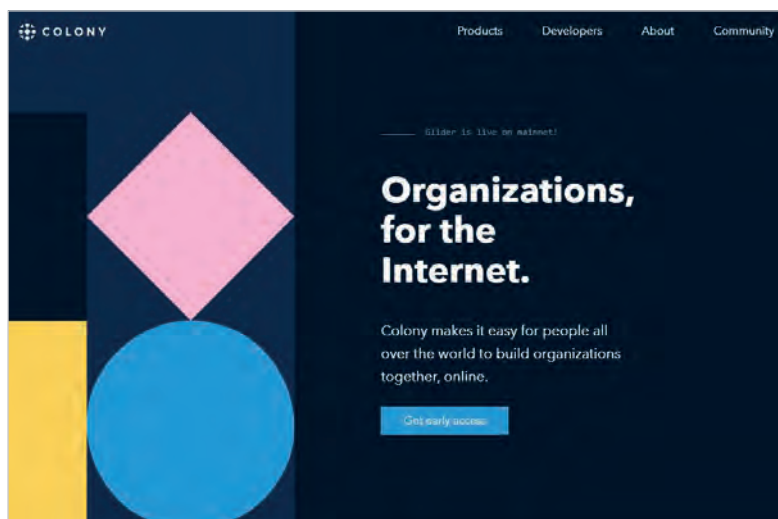 COLONY
Products Developers About Community
Glider is live on mainnet!
Organizations,
for the
Internet.
Colony makes it easy for people all
over the world to build organizations
together, online.
Get early access